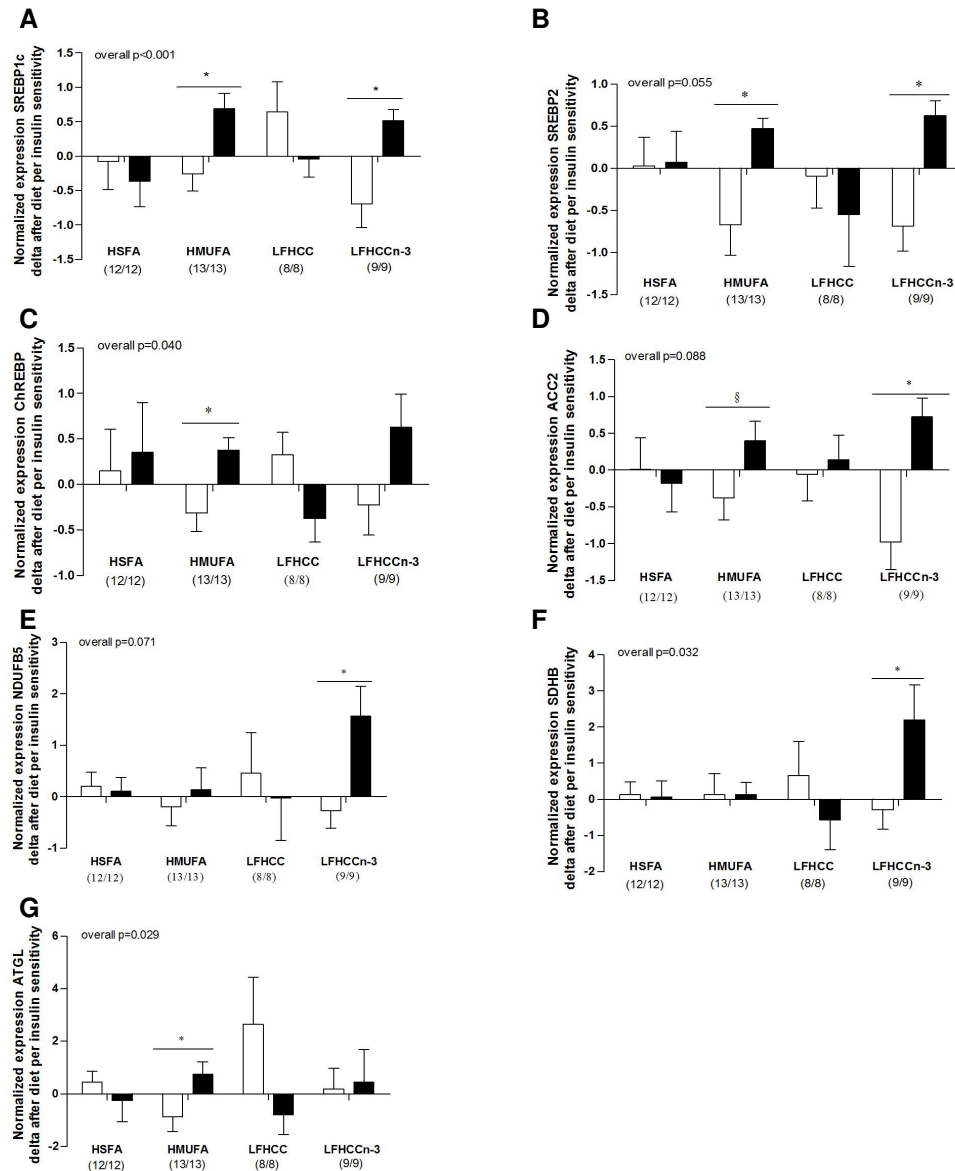 A
Normalized expression SREBP1c
delta after diet per insulin sensitivity
overall p<0.001
1.5
1.0
0.5
0.0
-0.5
-1.0
-1.5
*
*
HSFA
HMUFA
LFHCC
LFHCCn-3
(12/12)
(13/13)
(8/8)
(9/9)
B
Normalized expression SREBP2
delta after diet per insulin sensitivity
overall p=0.055
1.5
1.0
0.5
0.0
-0.5
-1.0
-1.5
*
*
HSFA
HMUFA
LFHCC
LFHCCn-3
(12/12)
(13/13)
(8/8)
(9/9)
C
Normalized expression ChREBP
delta after diet per insulin sensitivity
overall p=0.040
1.5
1.0
0.5
0.0
-0.5
-1.0
*
HSFA
HMUFA
LFHCC
LFHCCn-3
(12/12)
(13/13)
(8/8)
(9/9)
D
Normalized expression ACC2
delta after diet per insulin sensitivity
overall p=0.088
1.5
1.0
0.5
0.0
-0.5
-1.0
-1.5
§
*
HSFA
HMUFA
LFHCC
LFHCCn-3
(12/12)
(13/13)
(8/8)
(9/9)
E
Normalized expression NDUFB5
delta after diet per insulin sensitivity
overall p=0.071
3
2
1
0
-1
*
HSFA
HMUFA
LFHCC
LFHCCn-3
(12/12)
(13/13)
(8/8)
(9/9)
F
Normalized expression SDHB
delta after diet per insulin sensitivity
overall p=0.032
4
2
0
-1
-2
*
HSFA
HMUFA
LFHCC
LFHCCn-3
(12/12)
(13/13)
(8/8)
(9/9)
G
Normalized expression ATGL
delta after diet per insulin sensitivity
overall p=0.029
6
4
2
0
-2
*
HSFA
HMUFA
LFHCC
LFHCCn-3
(12/12)
(13/13)
(8/8)
(9/9)